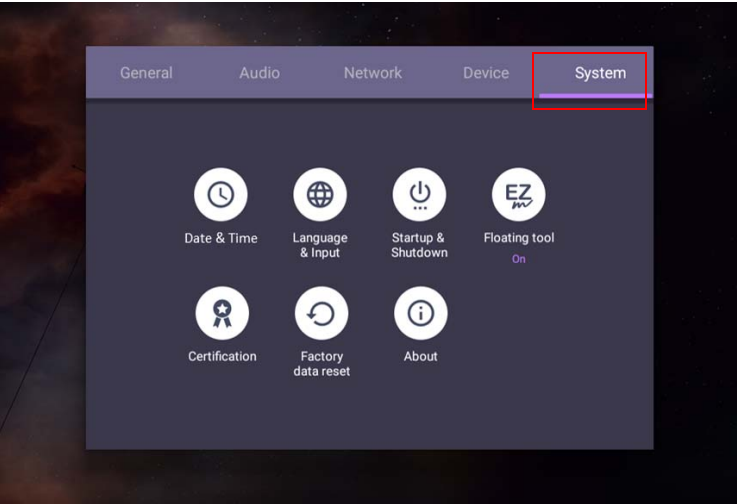 General Audio Network Device System
Date & Time
Language
& Input
Startup &
Shutdown
EZ
Floating tool
On
Certification
Factory
data reset
About